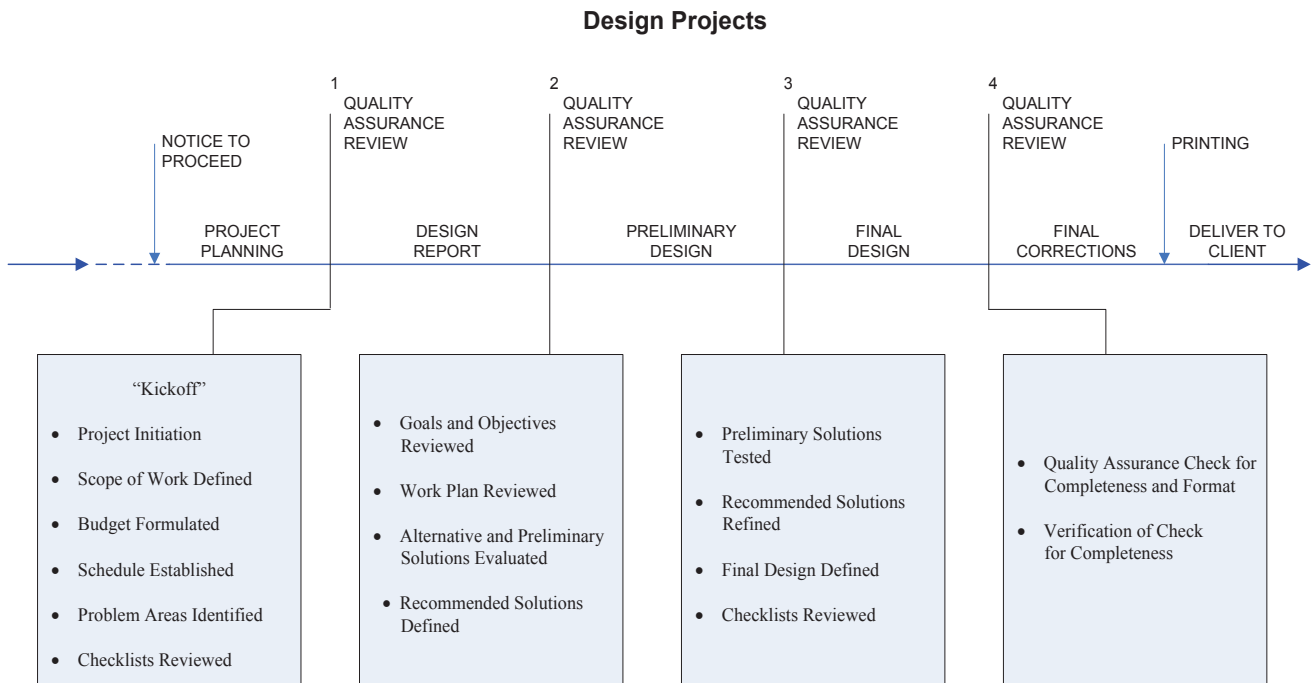 Design Projects
1
QUALITY
ASSURANCE
REVIEW
2
QUALITY
ASSURANCE
REVIEW
3
QUALITY
ASSURANCE
REVIEW
4
QUALITY
ASSURANCE
REVIEW
NOTICE TO
PROCEED
PRINTING
PROJECT
PLANNING
DESIGN
REPORT
PRELIMINARY
DESIGN
FINAL
DESIGN
FINAL
CORRECTIONS
DELIVER TO
CLIENT
“Kickoff”
• Project Initiation
• Scope of Work Defined
• Budget Formulated
• Schedule Established
• Problem Areas Identified
• Checklists Reviewed
• Goals and Objectives
Reviewed
• Work Plan Reviewed
• Alternative and Preliminary
Solutions Evaluated
• Recommended Solutions
Defined
• Preliminary Solutions
Tested
• Recommended Solutions
Refined
• Final Design Defined
• Checklists Reviewed
• Quality Assurance Check for
Completeness and Format
• Verification of Check
for Completeness